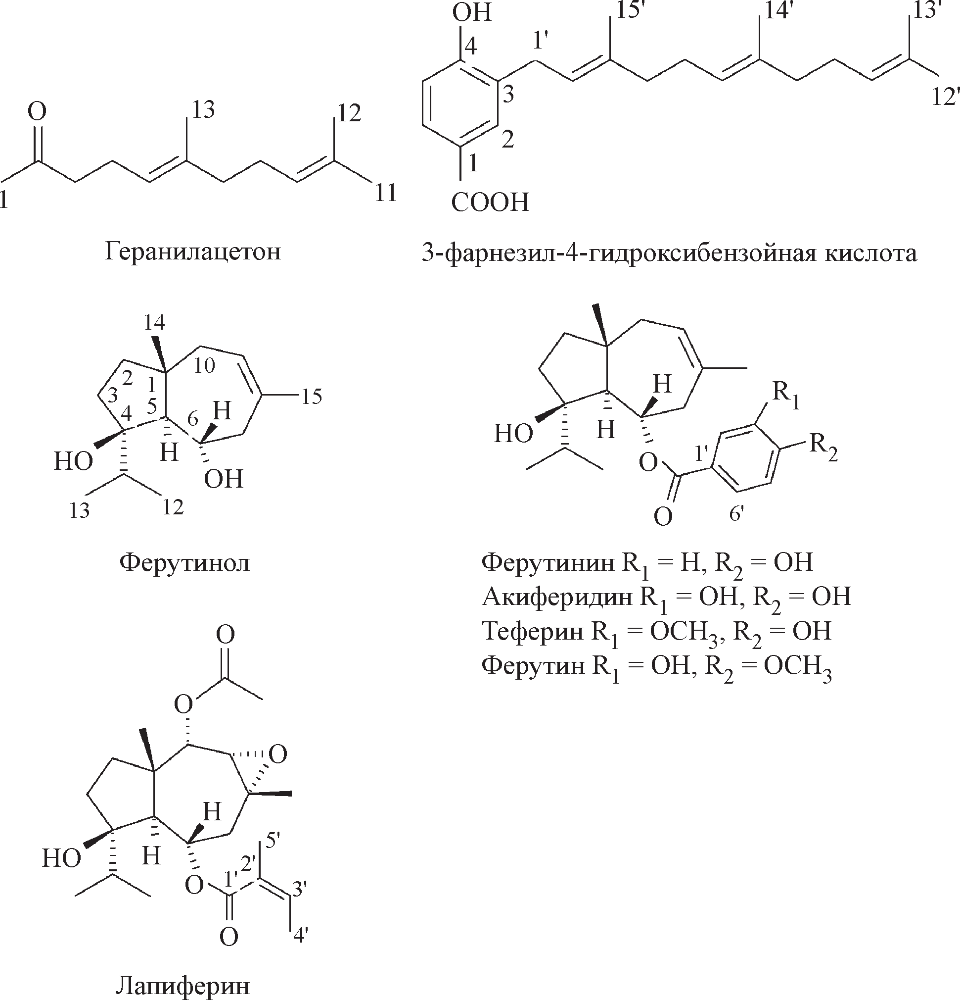 OH
15'
14'
13'
1'
4
3
2
1
12'
COOH
O
13
12
1
11
Геранилацетон
3-фарнезил-4-гидроксибензойная кислота
14
2
1
10
3
5
4
6
H
15
HO
H
OH
13
12
Ферутинол
H
R1
HO
H
R2
O
1'
O
6'
Ферутинин R1 = H, R2 = OH
Акиферидин R1 = OH, R2 = OH
Теферин R1 = OCH3, R2 = OH
Ферутин R1 = OH, R2 = OCH3
O
O
O
H
HO
H
5'
2'
O
1'
3'
O
4'
Лапиферин